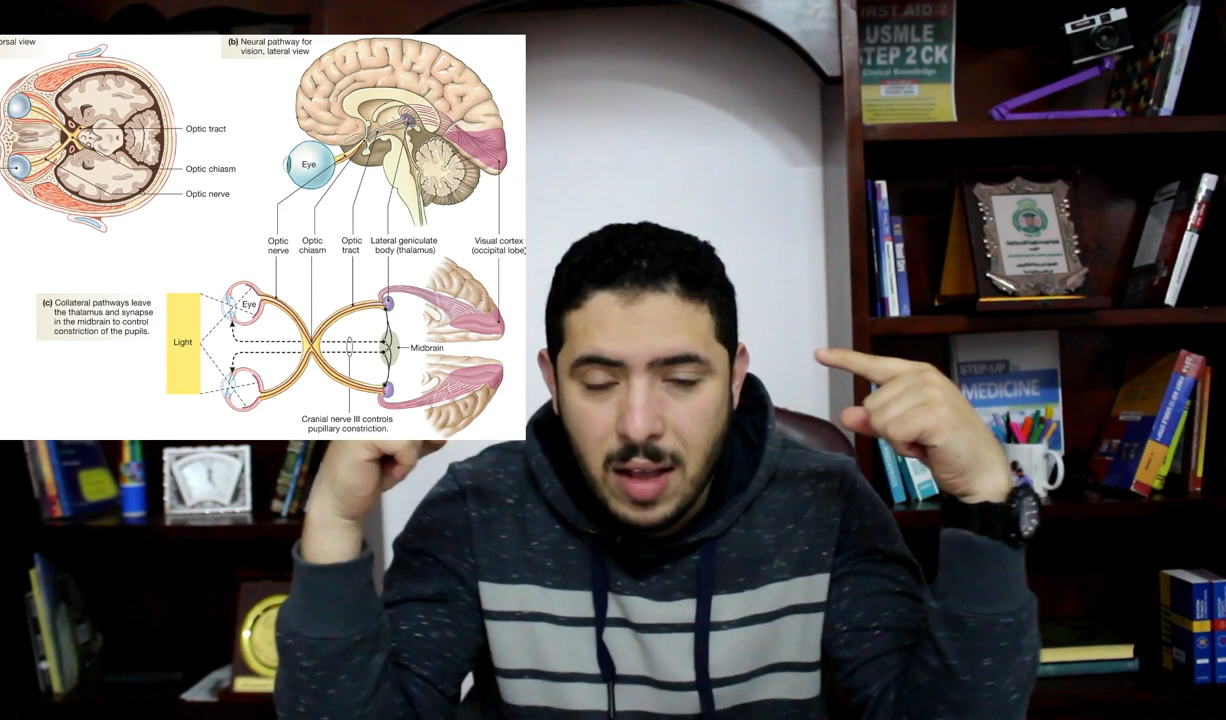 orsal view
(b) Neural pathway for
vision, lateral view
Optic tract
Optic chiasm
Optic nerve
Eye
Optic
nerve
Optic
chiasm
Optic
tract
Lateral geniculate
body (thalamus)
Visual cortex
(occipital lobe)
(c) Collateral pathways leave
the thalamus and synapse
in the midbrain to control
constriction of the pupils.
Light
Eye
Midbrain
Cranial nerve III controls
pupillary constriction.
FIRST AID
USMLE
STEP 2 CK
Clinical Knowledge
STEP-UP
MEDICINE